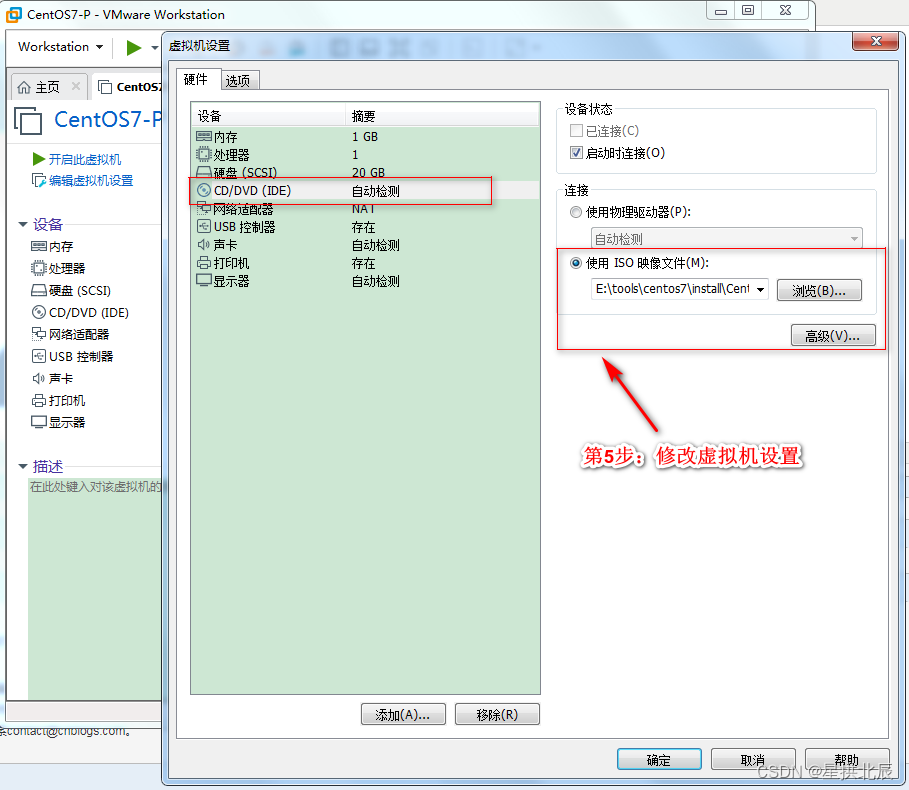 CentOS7-P - VMware Workstation
Workstation
虚拟机设置
主页
CentOS7
硬件
选项
CentOS7-P
开启此虚拟机
编辑虚拟机设置
设备
内存
处理器
硬盘 (SCSI)
CD/DVD (IDE)
网络适配器
USB 控制器
声卡
打印机
显示器
描述
在此处键入对该虚拟机的
设备 摘要
内存 1 GB
处理器 1
硬盘 (SCSI) 20 GB
CD/DVD (IDE) 自动检测
网络适配器 NAT
USB 控制器 存在
声卡 自动检测
打印机 存在
显示器 自动检测
添加(A)... 移除(R)
设备状态
已连接(C)
启动时连接(O)
连接
使用物理驱动器(P):
自动检测
使用 ISO 映像文件(M):
E:\tools\centos7\install\Cent 浏览(B)...
高级(V)...
第5步：修改虚拟机设置
contact@cnblogs.com。
确定 取消 帮助
CSDN @星拱北辰